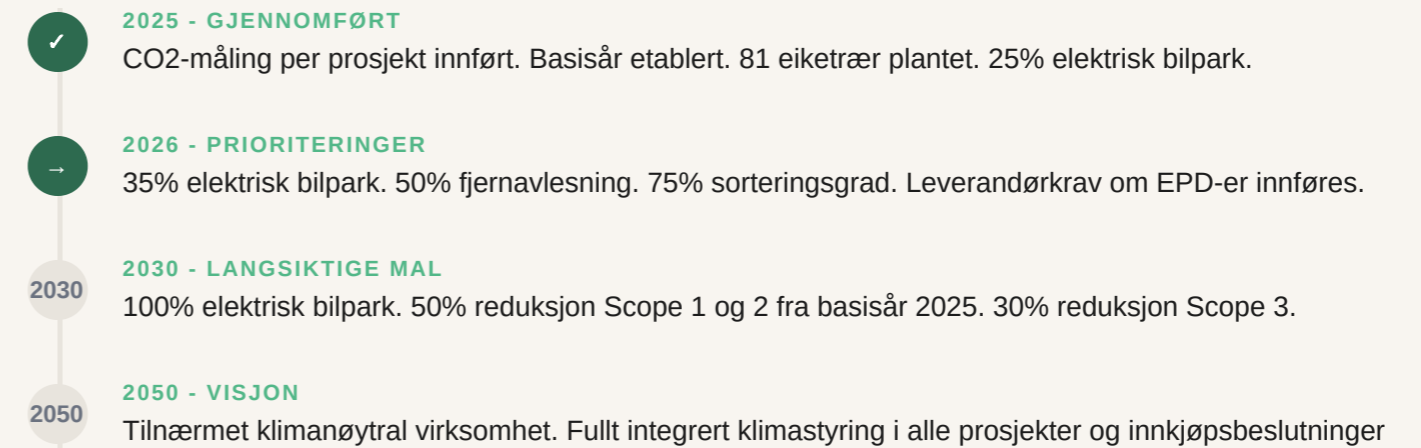 ✓
2025 - GJENNOMFØRT
CO2-måling per prosjekt innført. Basisår etablert. 81 eiketrær plantet. 25% elektrisk bilpark.
→
2026 - PRIORITERINGER
35% elektrisk bilpark. 50% fjernavlesning. 75% sorteringsgrad. Leverandørkrav om EPD-er innføres.
2030
2030 - LANGSIKTIGE MAL
100% elektrisk bilpark. 50% reduksjon Scope 1 og 2 fra basisår 2025. 30% reduksjon Scope 3.
2050
2050 - VISJON
Tilnærmet klimanøytral virksomhet. Fullt integrert klimastyring i alle prosjekter og innkjøpsbeslutninger